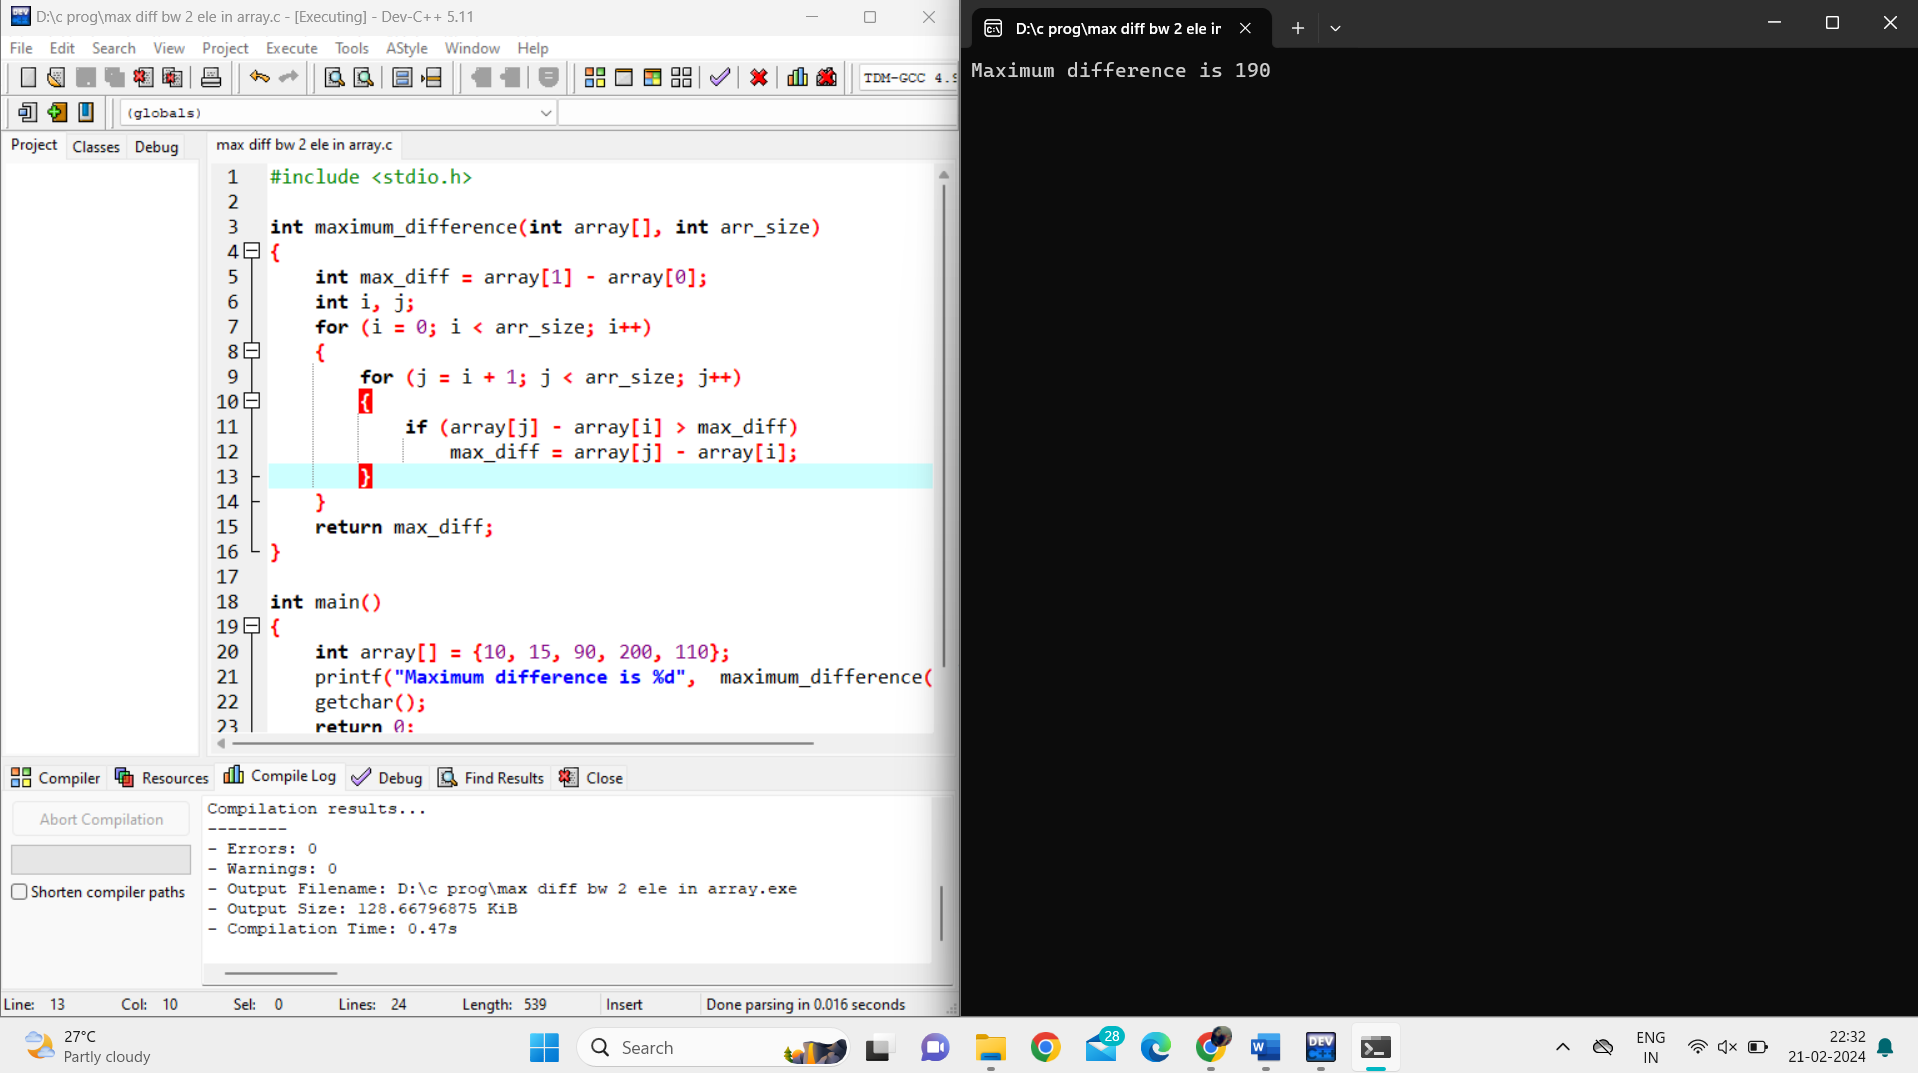 D:\c prog\max diff bw 2 ele in array.c - [Executing] - Dev-C++ 5.11
File Edit Search View Project Execute Tools AStyle Window Help
TDM-GCC 4.9
(globals)
Project Classes Debug
max diff bw 2 ele in array.c
1 #include <stdio.h>
2
3 int maximum_difference(int array[], int arr_size)
4 {
5 int max_diff = array[1] - array[0];
6 int i, j;
7 for (i = 0; i < arr_size; i++)
8 {
9 for (j = i + 1; j < arr_size; j++)
10 {
11 if (array[j] - array[i] > max_diff)
12 max_diff = array[j] - array[i];
13 }
14 }
15 return max_diff;
16 }
17
18 int main()
19 {
20 int array[] = {10, 15, 90, 200, 110};
21 printf("Maximum difference is %d", maximum_difference(
22 getchar();
23 return 0;
Compiler Resources Compile Log Debug Find Results Close
Abort Compilation
Shorten compiler paths
Compilation results...
--------
- Errors: 0
- Warnings: 0
- Output Filename: D:\c prog\max diff bw 2 ele in array.exe
- Output Size: 128.66796875 KiB
- Compilation Time: 0.47s
Line: 13 Col: 10 Sel: 0 Lines: 24 Length: 539 Insert Done parsing in 0.016 seconds
D:\c prog\max diff bw 2 ele in
Maximum difference is 190
27°C
Partly cloudy
Search
28
W
DEV
C++
ENG
IN
22:32
21-02-2024